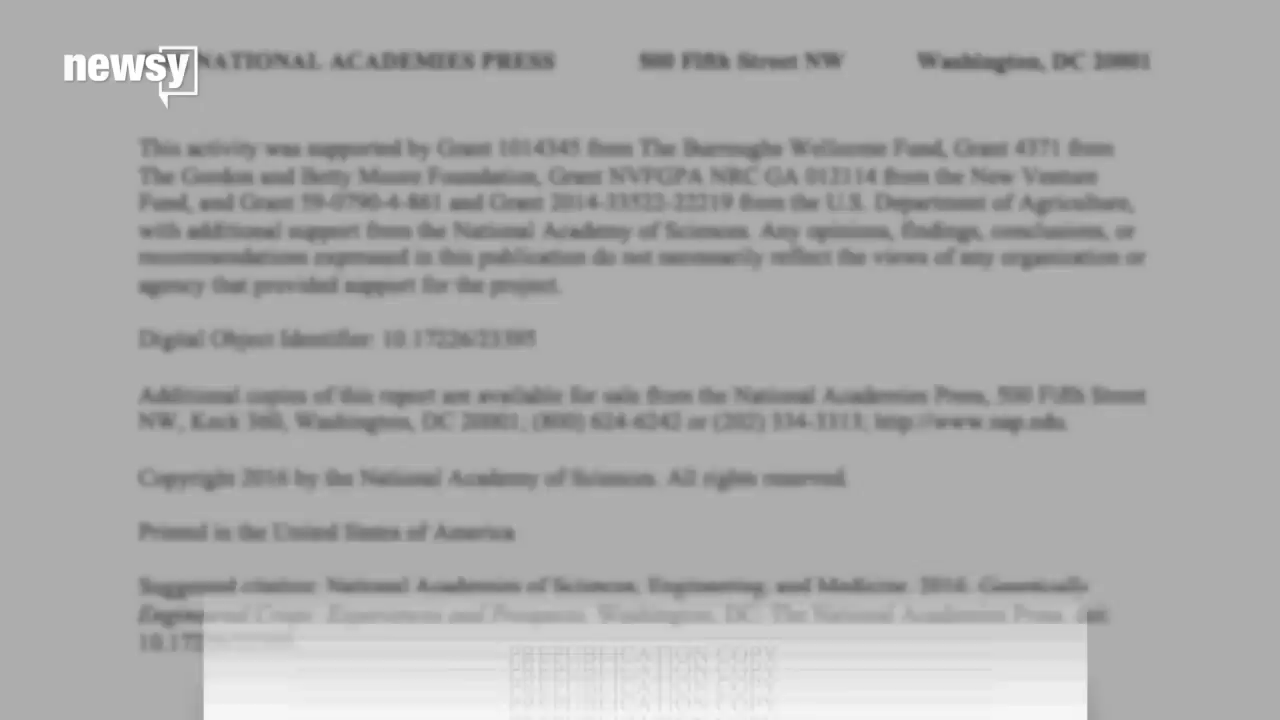 newsy
NATIONAL ACADEMIES PRESS 500 Fifth Street NW Washington, DC 20001
This activity was supported by Grant 1014345 from The Burroughs Wellcome Fund, Grant 4371 from
The Gordon and Betty Moore Foundation, Grant NVFGPA NRC GA 012114 from the New Venture
Fund, and Grant 59-0790-4-861 and Grant 2014-33522-22219 from the U.S. Department of Agriculture,
with additional support from the National Academy of Sciences. Any opinions, findings, conclusions, or
recommendations expressed in this publication do not necessarily reflect the views of any organization or
agency that provided support for the project.
Digital Object Identifier: 10.17226/23395
Additional copies of this report are available for sale from the National Academies Press, 500 Fifth Street
NW, Keck 360, Washington, DC 20001; (800) 624-6242 or (202) 334-3313; http://www.nap.edu.
Copyright 2016 by the National Academy of Sciences. All rights reserved.
Printed in the United States of America
Suggested citation: National Academies of Sciences, Engineering, and Medicine. 2016. Genetically
Engineered Crops: Experiences and Prospects. Washington, DC: The National Academies Press.
PREPUBLICATION COPY
PREPUBLICATION COPY
PREPUBLICATION COPY
PREPUBLICATION COPY